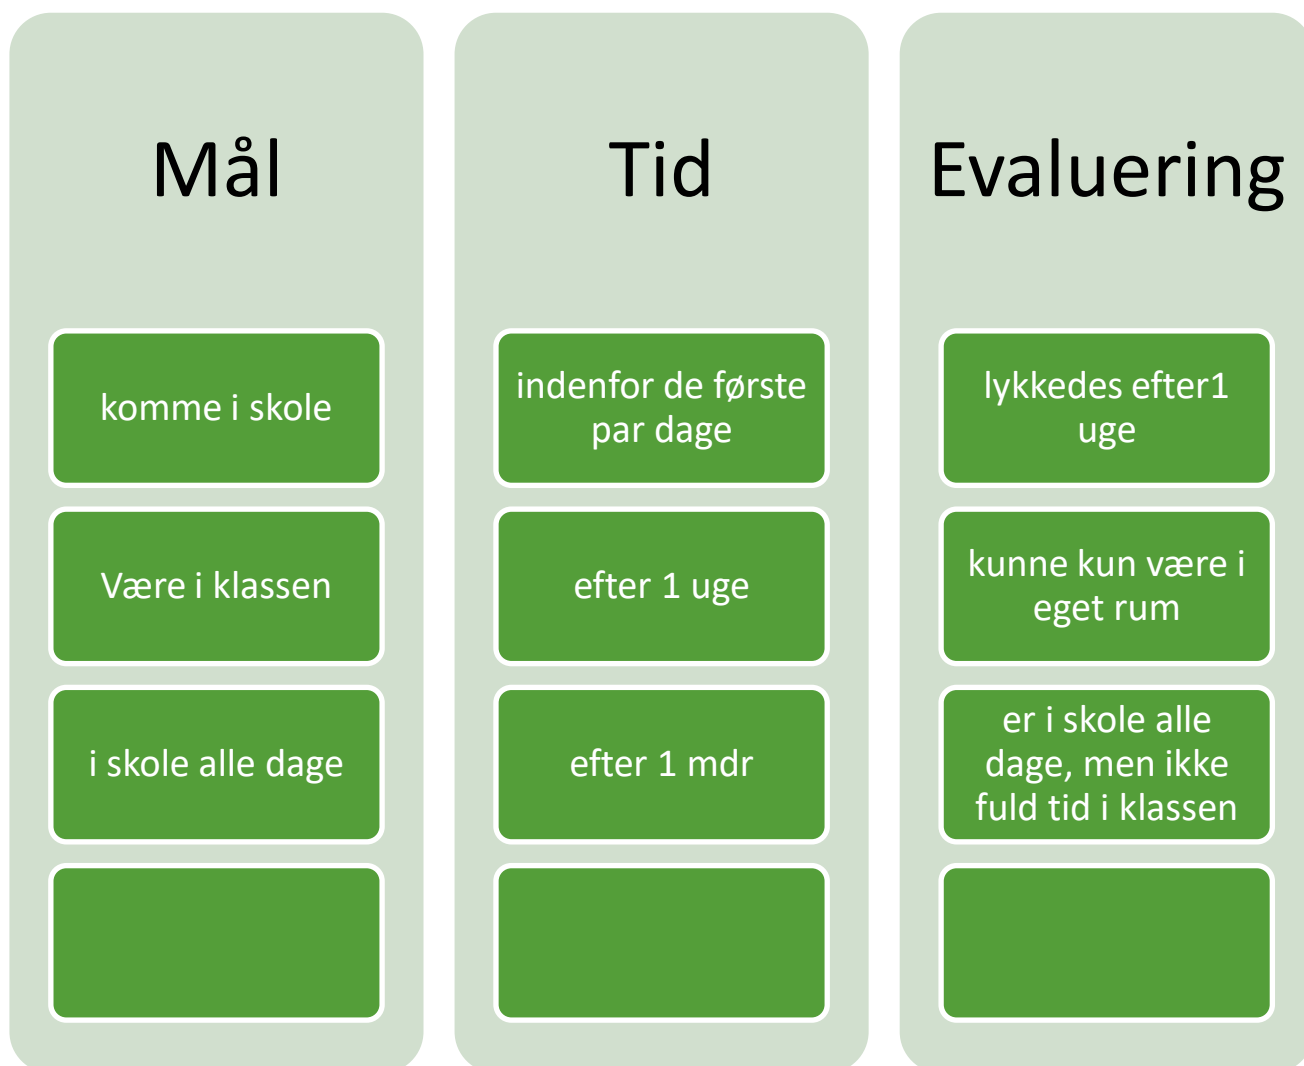 Mål
komme i skole
Være i klassen
i skole alle dage
Tid
indenfor de første
par dage
efter 1 uge
efter 1 mdr
Evaluering
lykkedes efter1
uge
kunne kun være i
eget rum
er i skole alle
dage, men ikke
fuld tid i klassen